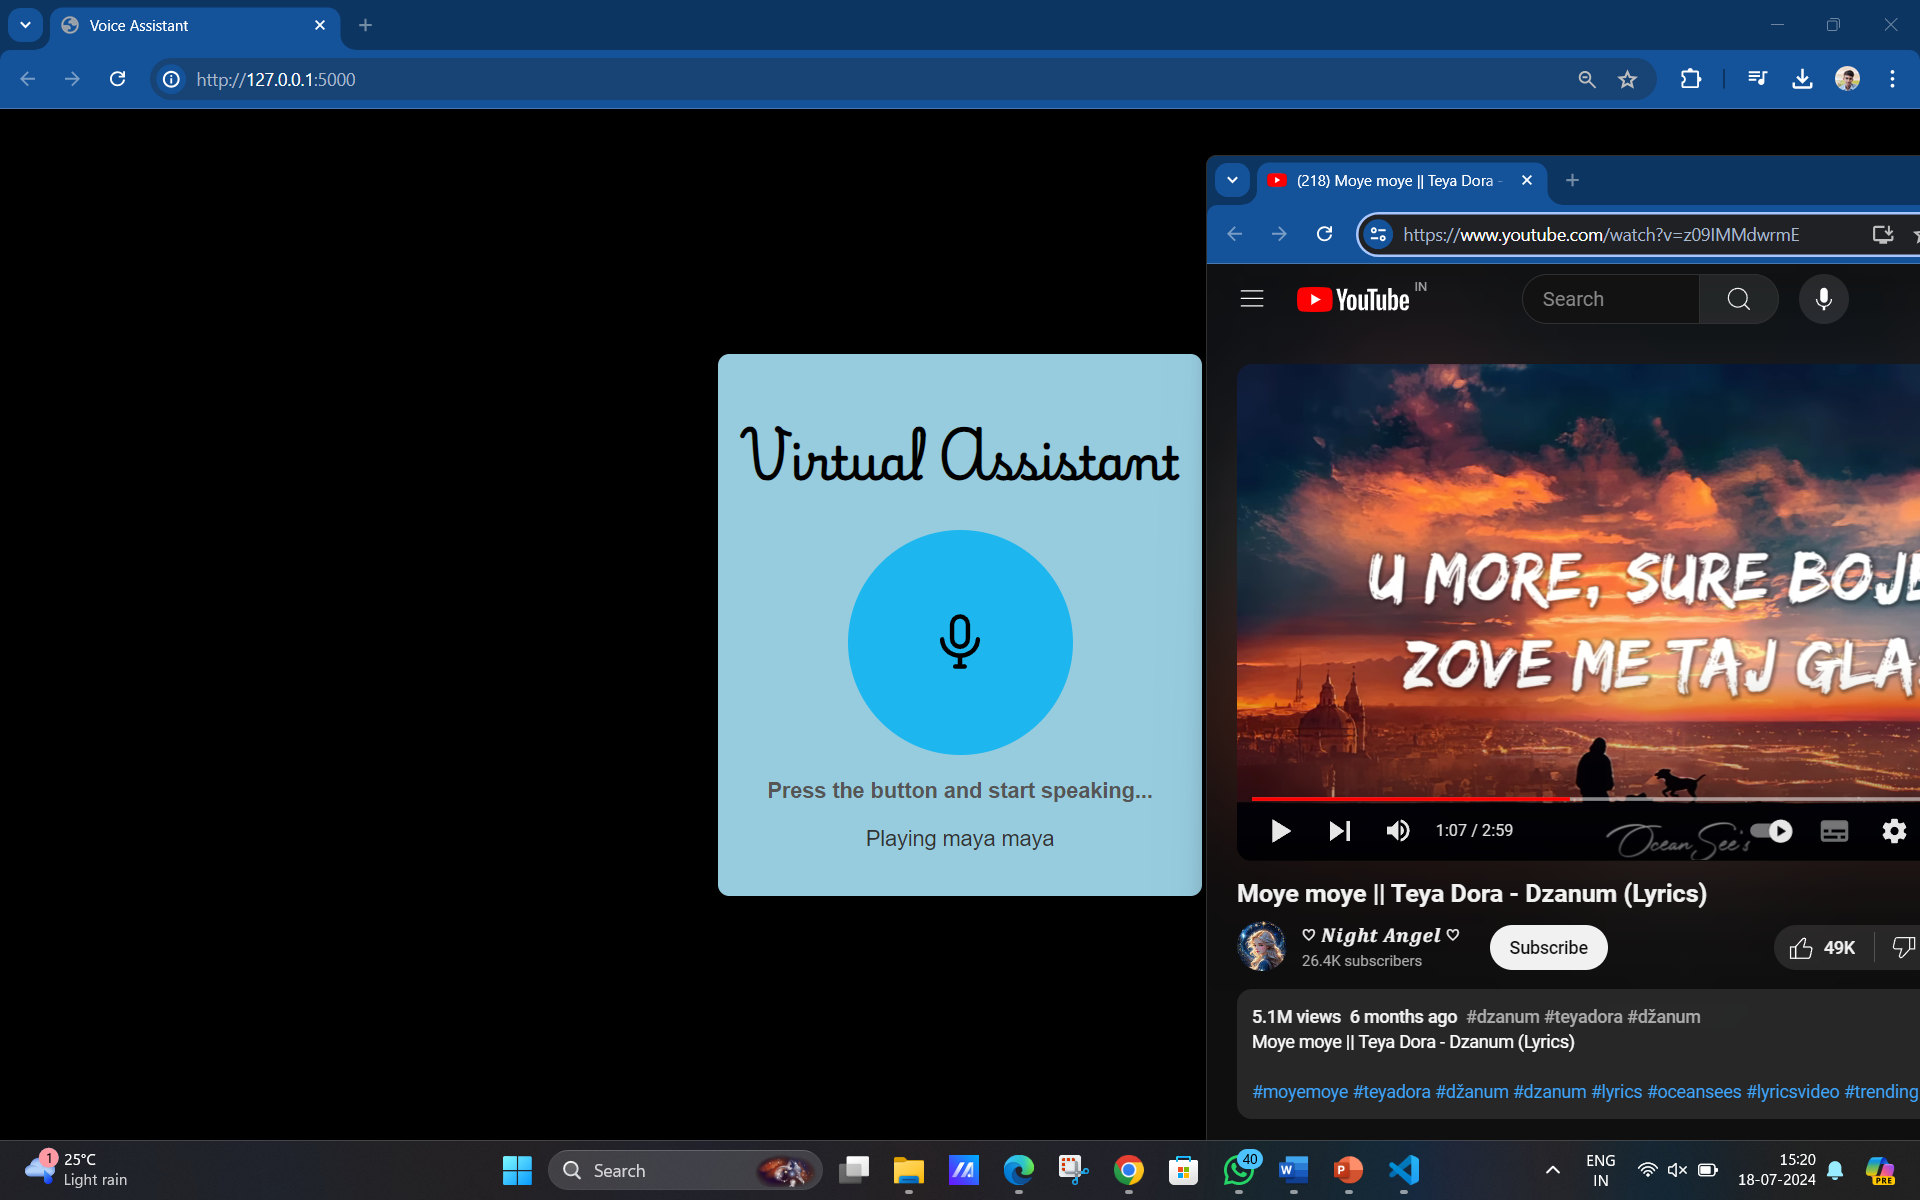 Voice Assistant
http://127.0.0.1:5000
(218) Moye moye || Teya Dora -
https://www.youtube.com/watch?v=z09IMMdwrmE
YouTube IN
Search
Virtual Assistant
Press the button and start speaking...
Playing maya maya
U MORE, SURE BOJE
ZOVE ME TAJ GLAS
1:07 / 2:59
Ocean See's
Moye moye || Teya Dora - Dzanum (Lyrics)
♡ Night Angel ♡
26.4K subscribers
Subscribe
49K
5.1M views 6 months ago #dzanum #teyadora #džanum
Moye moye || Teya Dora - Dzanum (Lyrics)
#moyemoye #teyadora #džanum #dzanum #lyrics #oceansees #lyricsvideo #trending
1
25°C
Light rain
Search
40
ENG
IN
15:20
18-07-2024
PRE